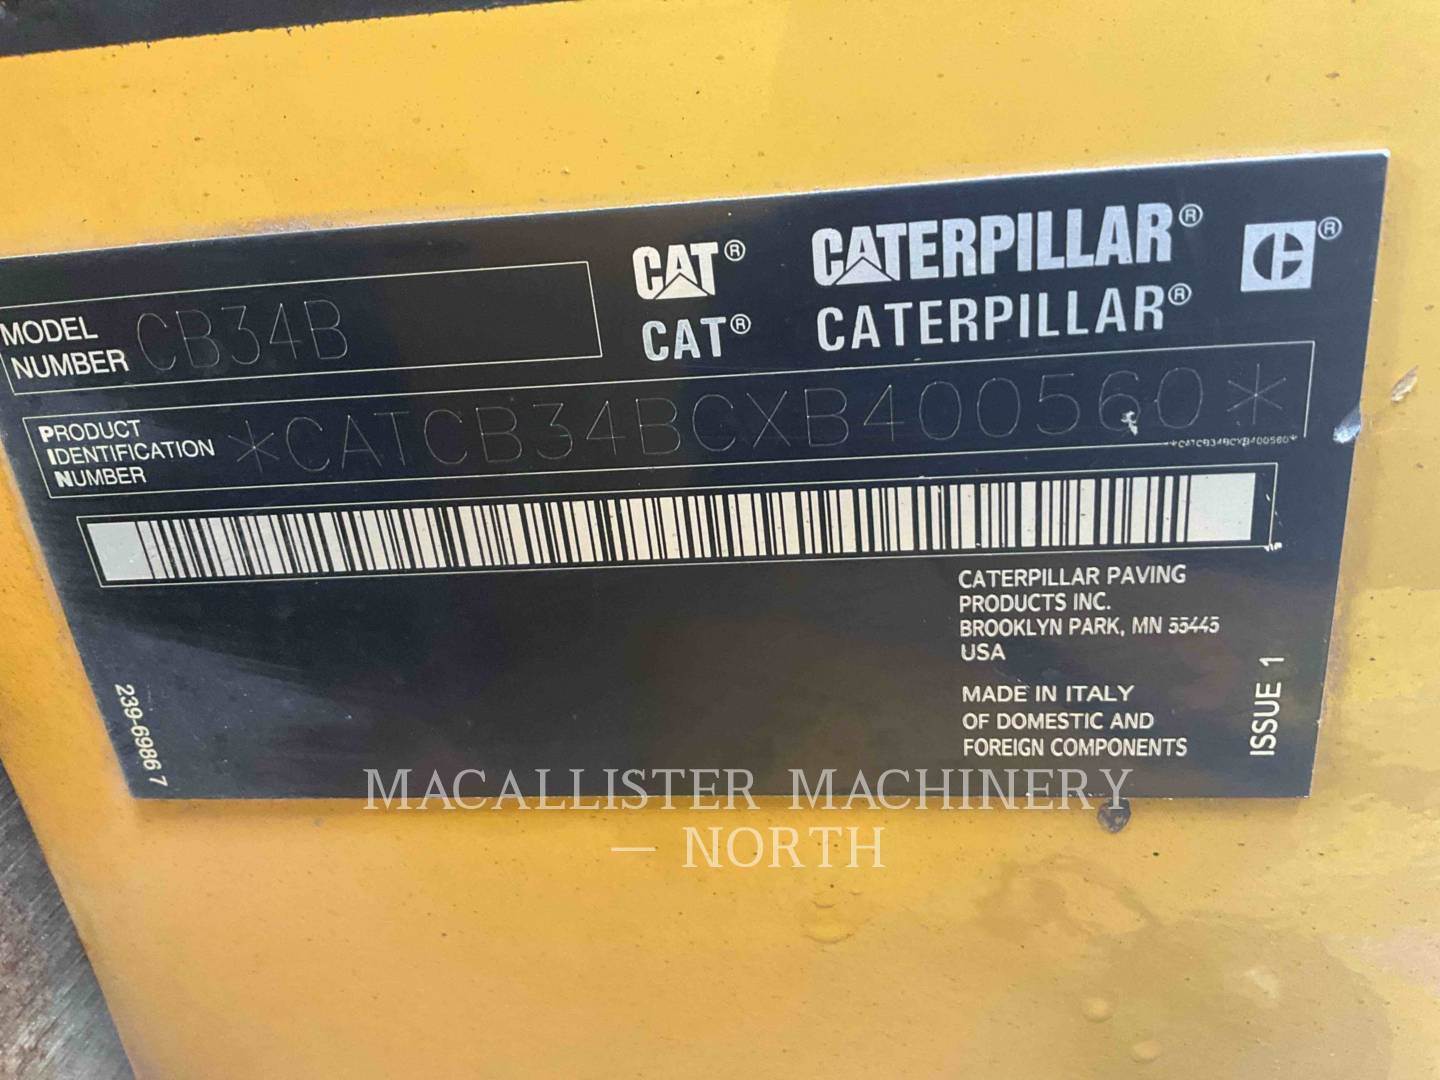 CAT® CATERPILLAR® ®
CAT® CATERPILLAR®
MODEL
NUMBER
CB34B
PRODUCT
IDENTIFICATION
NUMBER
*CATCB34BCXB400560*
*CATCB34BCXB400560*
CATERPILLAR PAVING
PRODUCTS INC.
BROOKLYN PARK, MN 55445
USA
MADE IN ITALY
OF DOMESTIC AND
FOREIGN COMPONENTS
ISSUE 1
239-6986 7
MACALLISTER MACHINERY
— NORTH